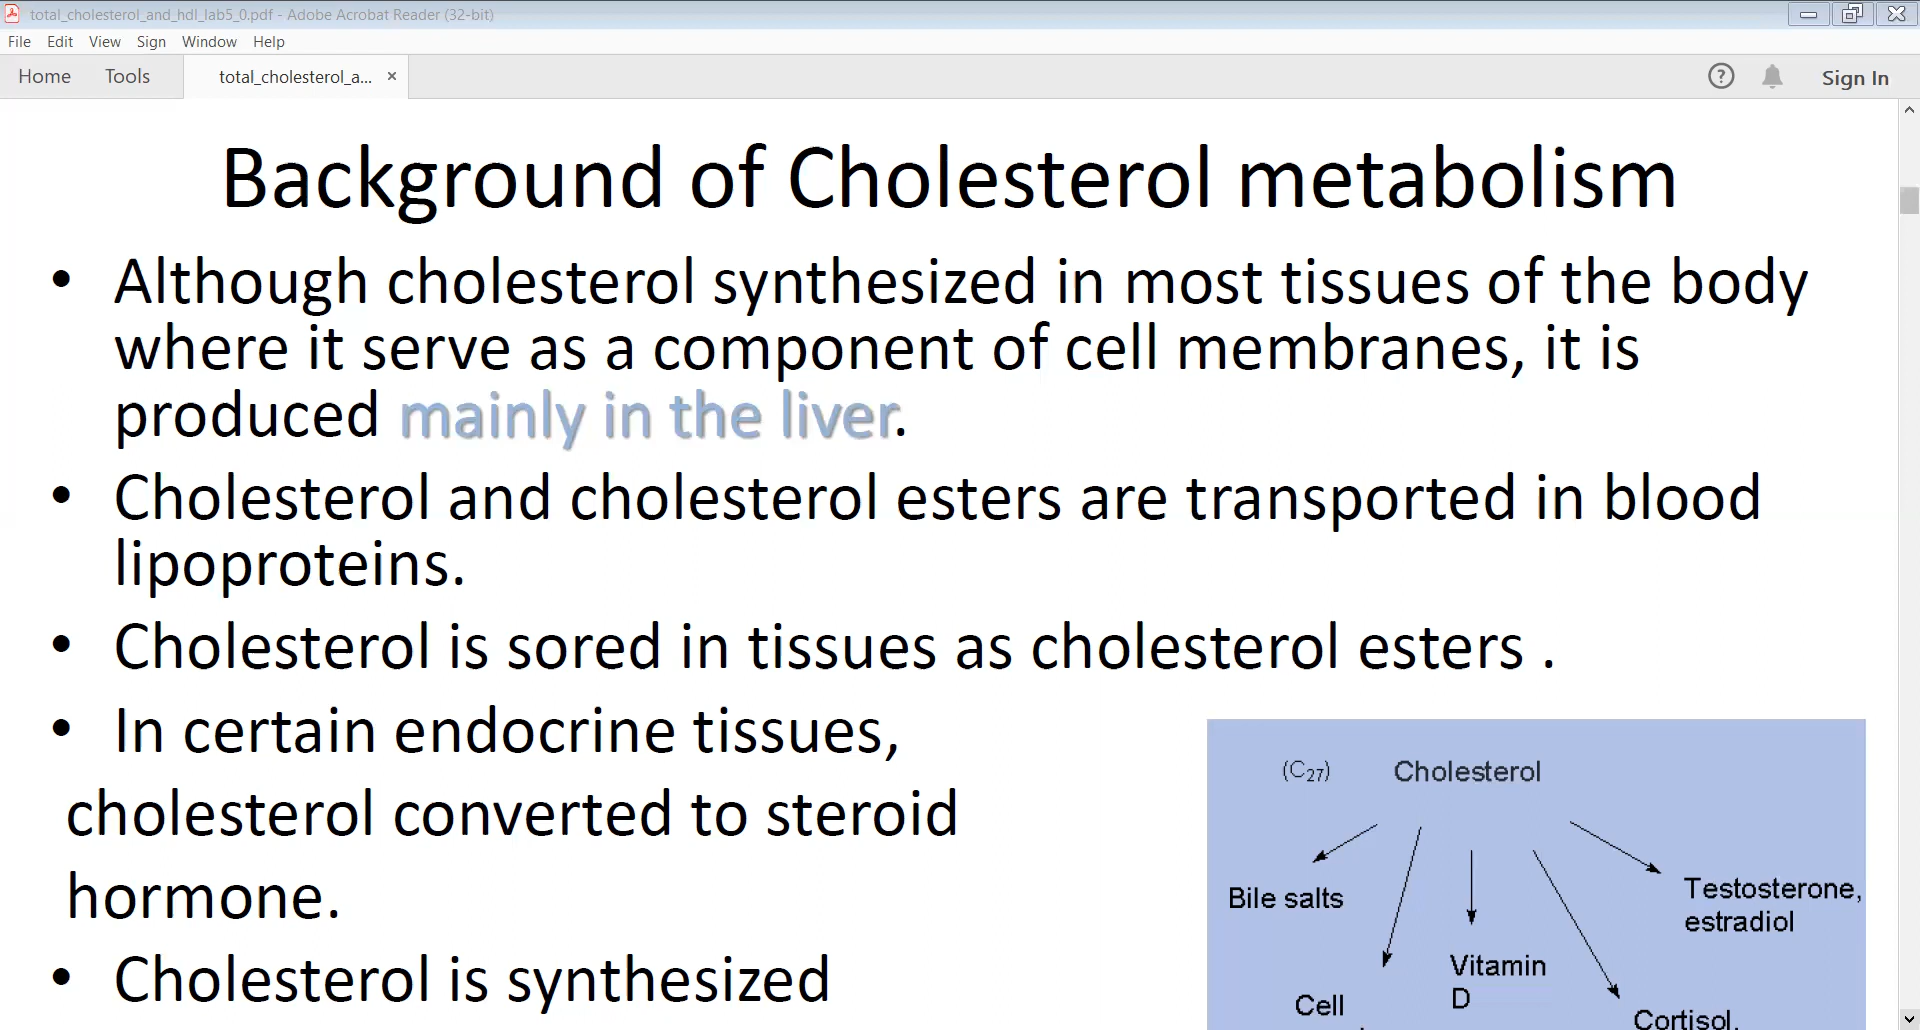 total_cholesterol_and_hdl_lab5_0.pdf - Adobe Acrobat Reader (32-bit)
File Edit View Sign Window Help
Home Tools total_cholesterol_a... × ? Sign In
Background of Cholesterol metabolism
• Although cholesterol synthesized in most tissues of the body
where it serve as a component of cell membranes, it is
produced mainly in the liver.
• Cholesterol and cholesterol esters are transported in blood
lipoproteins.
• Cholesterol is sored in tissues as cholesterol esters .
• In certain endocrine tissues,
cholesterol converted to steroid
hormone.
• Cholesterol is synthesized
(C27) Cholesterol
Bile salts
Testosterone,
estradiol
Vitamin
D
Cell
Cortisol,